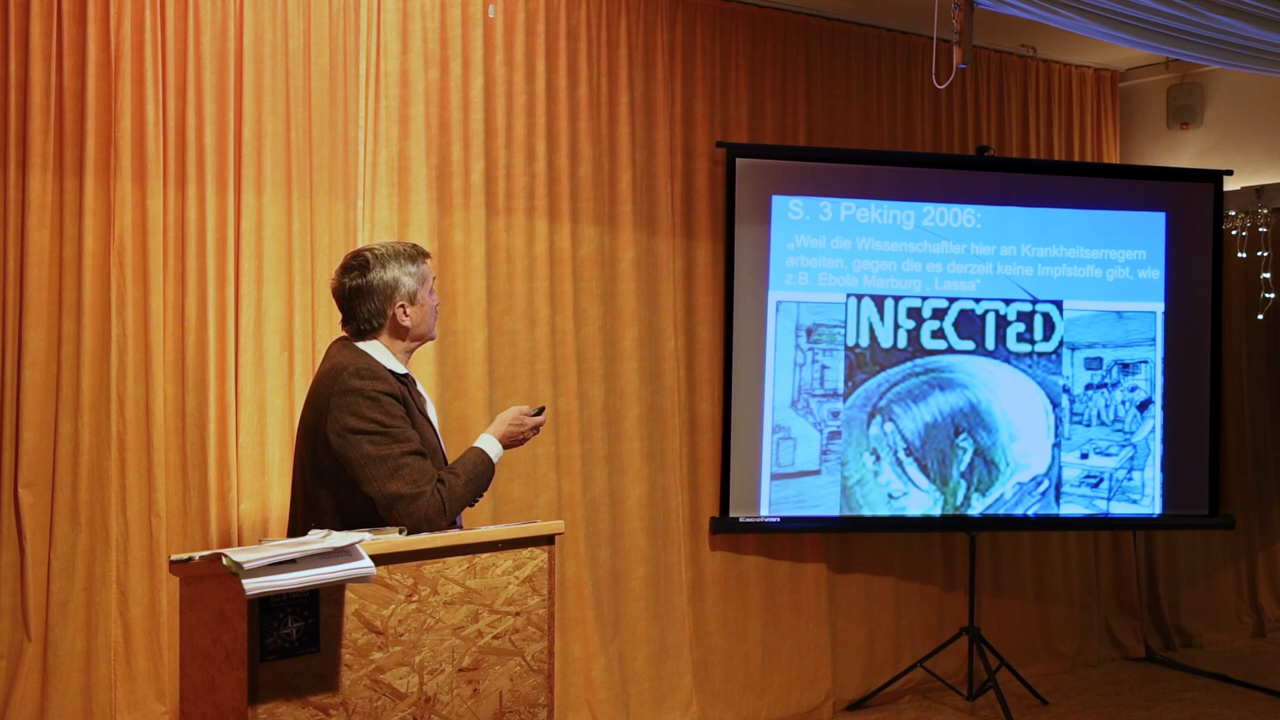 S. 3 Peking 2006:
„Weil die Wissenschaftler hier an Krankheitserregern
arbeiten, gegen die es derzeit keine Impfstoffe gibt, wie
z.B. Ebola Marburg , Lassa“
INFECTED